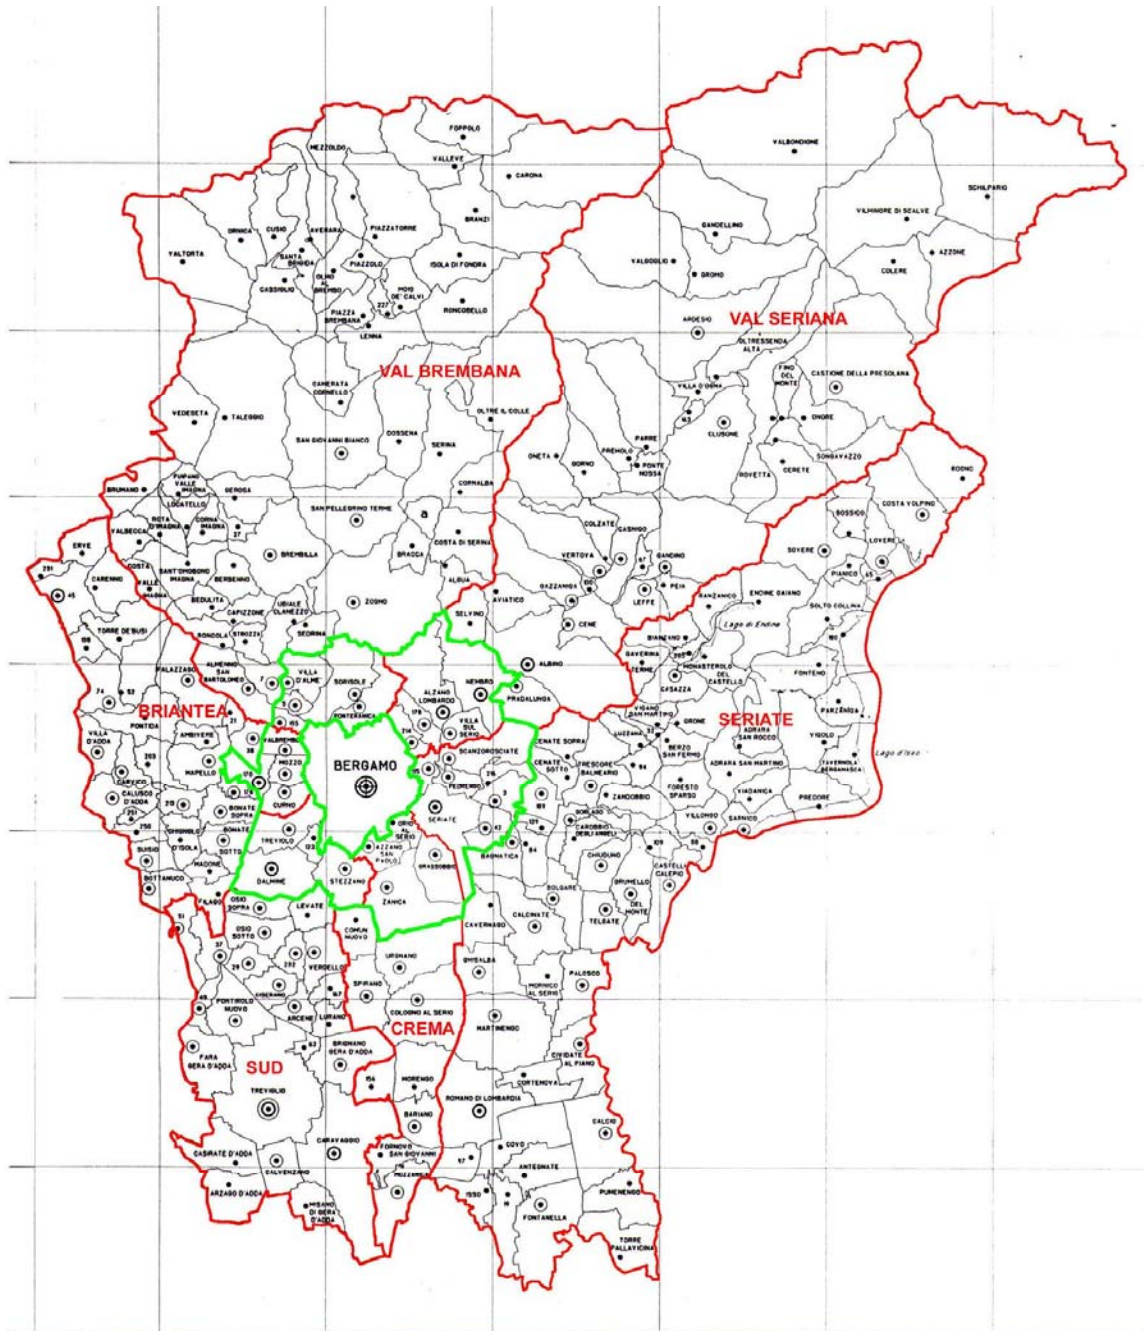 FOPPOLO
MEZZOLDO
VALBONDIONE
VALLEVE
CARONA
SCHILPARIO
BRANZI
VILMINORE DI SCALVE
ORNICA
CUSIO
AVERARA
PIAZZATORRE
GANDELLINO
VALTORTA
SANTA
BRIGIDA
PIAZZOLO
ISOLA DI FONDRA
VALGOGLIO
GROMO
COLERE
AZZONE
CASSIGLIO
OLMO
AL
BREMBO
MOIO
DE' CALVI
227
PIAZZA
BREMBANA
RONCOBELLO
LENNA
VAL SERIANA
ARDESIO
OLTRESSENDA
ALTA
VAL BREMBANA
FINO
DEL
MONTE
CASTIONE DELLA PRESOLANA
CAMERATA
CORNELLO
VILLA D'OGNA
VEDESETA
TALEGGIO
OLTRE IL COLLE
CLUSONE
ONORE
SAN GIOVANNI BIANCO
DOSSENA
SERINA
ONETA
GORNO
PREMOLO
PARRE
PONTE
NOSSA
ROVETTA
CERETE
SONGAVAZZO
ROGNO
BRUMANO
FUIPIANO
VALLE
IMAGNA
LOCATELLO
GEROSA
CORNALBA
COSTA VOLPINO
BOSSICO
VALSECCA
ROTA
D'IMAGNA
CORNA
IMAGNA
SAN PELLEGRINO TERME
a
COSTA DI SERINA
COLZATE
CASNIGO
LOVERE
SOVERE
ERVE
BREMBILLA
BRACCA
VERTOVA
GANDINO
PIANICO
291
45
CARENNO
COSTA
VALLE
IMAGNA
SANT'OMOBONO
IMAGNA
BERBENNO
ALGUA
AVIATICO
GAZZANIGA
LEFFE
PEIA
RANZANICO
ENDINE GAIANO
SOLTO COLLINA
BEDULITA
CAPIZZONE
UBIALE
CLANEZZO
ZOGNO
SELVINO
CENE
Lago di Endine
TORRE DE' BUSI
RONCOLA
STROZZA
SEDRINA
BIANZANO
GAVERINA
TERME
MONASTEROLO
DEL
CASTELLO
FONTENO
PALAZZAGO
ALMENNO
SAN
BARTOLOMEO
VILLA
D'ALME'
SORISOLE
PONTERANICA
ALZANO
LOMBARDO
NEMBRO
ALBINO
PRADALUNGA
CASAZZA
PARZANICA
BRIANTEA
SERIATE
PONTIDA
VILLA
SUL
SERIO
VIGANO
SAN MARTINO
GRONE
ADRARA
SAN ROCCO
VIGOLO
VILLA
D'ADDA
AMBIVERE
VALBREMBO
MOZZO
BERGAMO
SCANZOROSCIATE
CENATE SOPRA
CENATE
SOTTO
LUZZANA
BERZO
SAN FERMO
TAVERNOLA
BERGAMASCA
Lago d'Iseo
MAPELLO
PEDRENGO
TRESCORE
BALNEARIO
ADRARA SAN MARTINO
CARVICO
CALUSCO
D'ADDA
CURNO
ZANDOBBIO
FORESTO
SPARSO
VIADANICA
PREDORE
BONATE
SOPRA
TREVIOLO
ORIO
AL
SERIO
SERIATE
GORLAGO
CAROBBIO
DEGLI ANGELI
VILLONGO
SARNICO
BONATE
SOTTO
AZZANO
SAN
PAOLO
BAGNATICA
SUISIO
MADONE
DALMINE
STEZZANO
GRASSOBBIO
CHIUDUNO
CASTELLI
CALEPIO
BOTTANUCO
FILAGO
ZANICA
BOLGARE
GRUMELLO
DEL
MONTE
TELGATE
OSIO
SOPRA
LEVATE
COMUN
NUOVO
CAVERNAGO
CALCINATE
OSIO
SOTTO
VERDELLO
URGNANO
GHISALBA
MORNICO
AL SERIO
PALOSCO
CISERANO
SPIRANO
COLOGNO AL SERIO
PONTIROLO
NUOVO
ARCENE
LURANO
CREMA
MARTINENGO
FARA
GERA D'ADDA
BRIGNANO
GERA D'ADDA
CIVIDATE
AL PIANO
SUD
TREVIGLIO
MORENGO
CORTENOVA
ROMANO DI LOMBARDIA
BARIANO
CALCIO
CARAVAGGIO
FORNOVO
SAN GIOVANNI
COVO
CASIRATE D'ADDA
CALVENZANO
MOZZANICA
ANTEGNATE
ARZAGO D'ADDA
ISSO
PUMENENGO
MISANO
DI GERA
D'ADDA
FONTANELLA
TORRE
PALLAVICINA